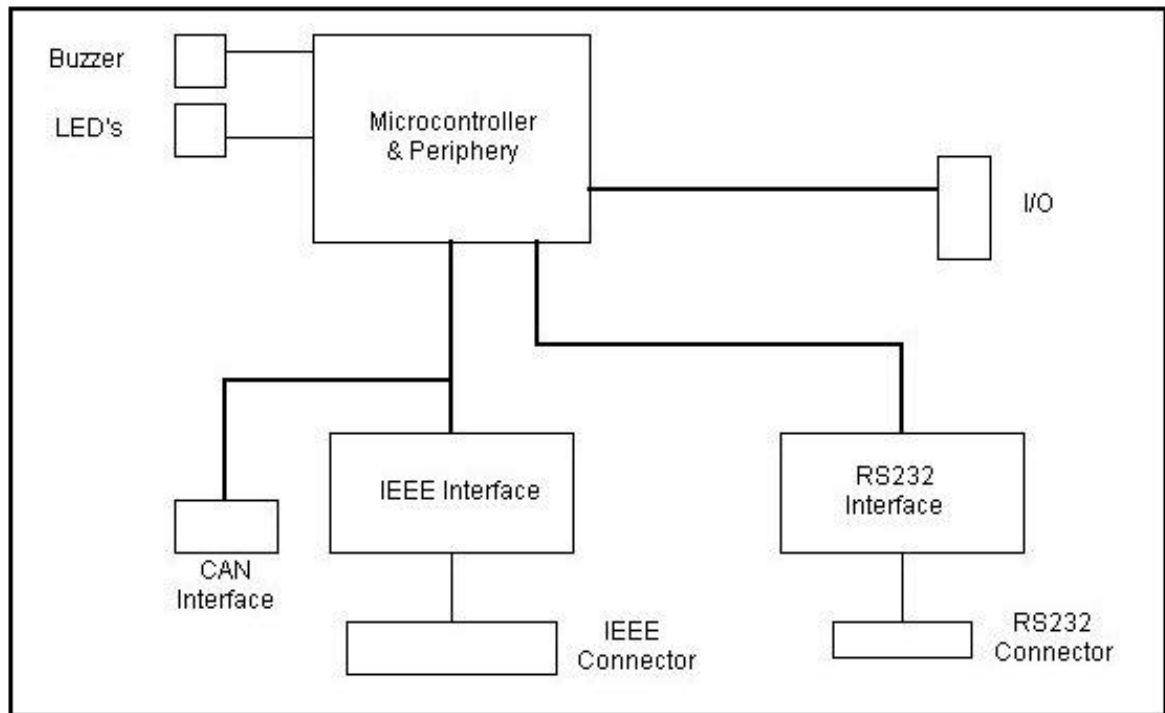 Buzzer
LED's
Microcontroller
& Periphery
I/O
IEEE Interface
RS232
Interface
CAN
Interface
IEEE
Connector
RS232
Connector